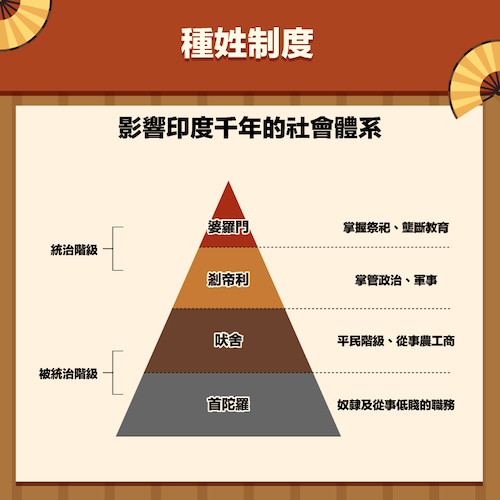 種姓制度
影響印度千年的社會體系
婆羅門
掌握祭祀、壟斷教育
統治階級
剎帝利
掌管政治、軍事
吠舍
平民階級、從事農工商
被統治階級
首陀羅
奴隸及從事低賤的職務